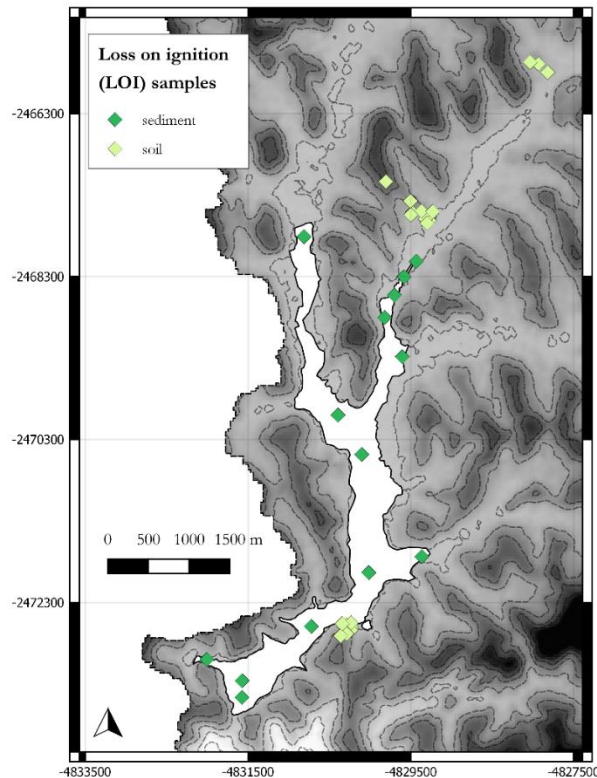 Loss on ignition
(LOI) samples
sediment
soil
-2466300
-2468300
-2470300
0 500 1000 1500 m
-2472300
-4833500 -4831500 -4829500 -4827500